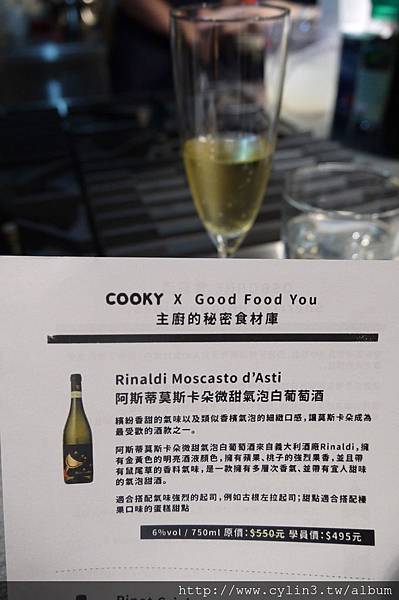 COOKY X Good Food You
主廚的秘密食材庫
Rinaldi Moscasto d'Asti
阿斯蒂莫斯卡朵微甜氣泡白葡萄酒
繽紛香甜的氣味以及類似香檳氣泡的細緻口感，讓莫斯卡朵成為
最受歡的酒款之一。
阿斯蒂莫斯卡朵微甜氣泡白葡萄酒來自義大利酒廠Rinaldi，擁
有金黃色的明亮酒液顏色，擁有蘋果、桃子的強烈果香，並且帶
有鼠尾草的香料氣味，是一款擁有多層次香氣、並帶有宜人甜味
的氣泡甜酒。
適合搭配氣味強烈的起司，例如古根左拉起司；甜點適合搭配榛
果口味的蛋糕甜點
6%vol / 750ml 原價：$550元 學員價：$495元
http://www.cylin3.tw/album